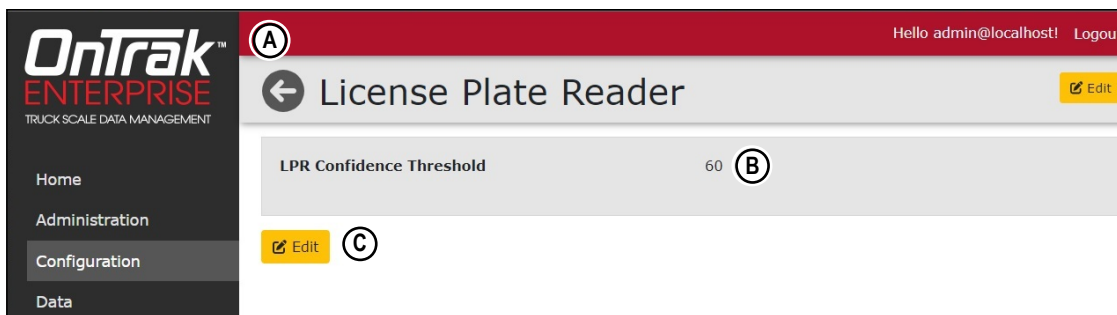 OnTrak™
ENTERPRISE
TRUCK SCALE DATA MANAGEMENT
A
Hello admin@localhost! Logou
License Plate Reader
Edit
LPR Confidence Threshold 60 B
Edit C
Home
Administration
Configuration
Data